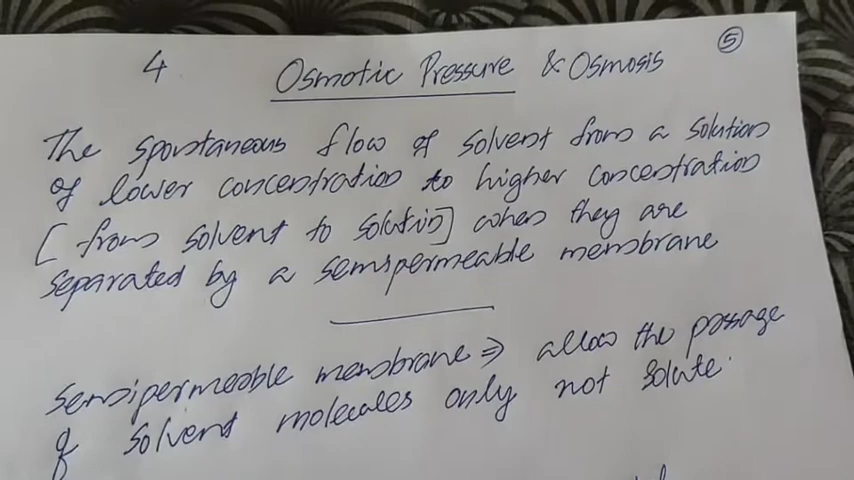 4 Osmotic Pressure & Osmosis ⑤
The spontaneous flow of solvent from a solution
of lower concentration to higher concentration
[from solvent to solution] when they are
separated by a semipermeable membrane
Semipermeable membrane ⇒ allow the passage
of solvent molecules only not solute.